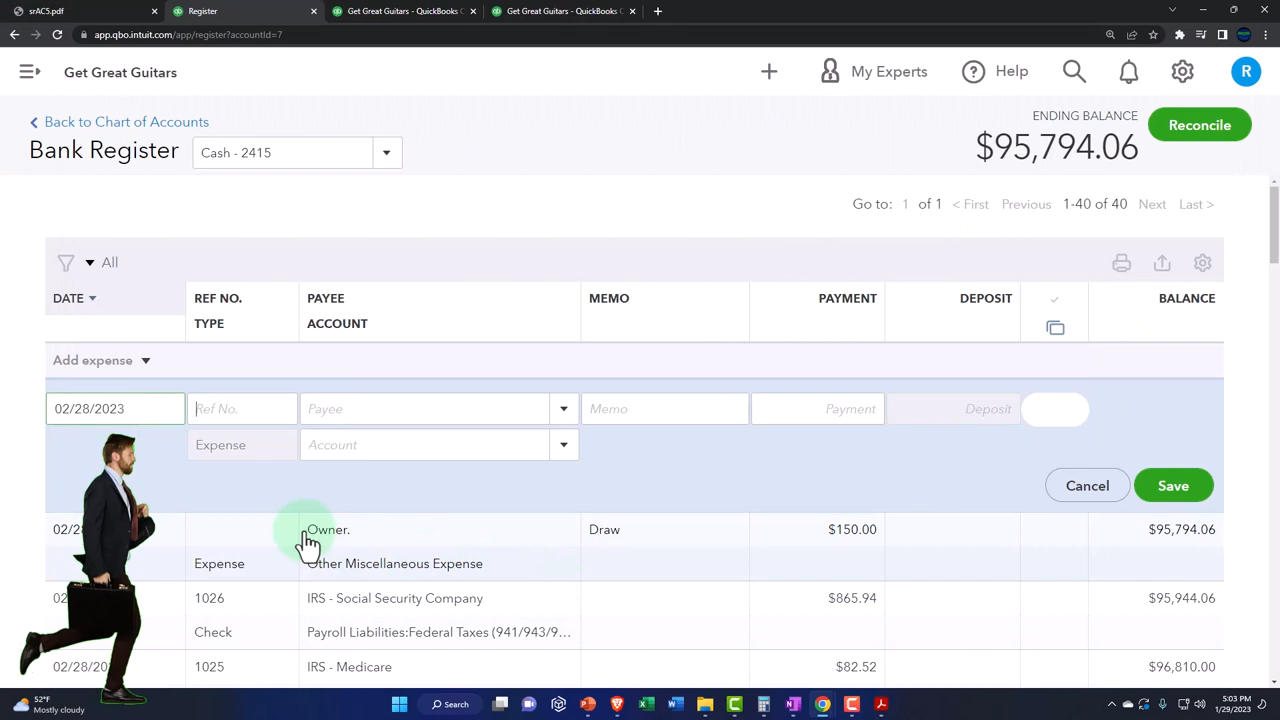 srAC5.pdf
Register
Get Great Guitars - QuickBooks O
Get Great Guitars - QuickBooks O
app.qbo.intuit.com/app/register?accountId=7
Get Great Guitars
My Experts
Help
R
Back to Chart of Accounts
Bank Register
Cash - 2415
ENDING BALANCE
$95,794.06
Reconcile
Go to: 1 of 1 < First Previous 1-40 of 40 Next Last >
All
DATE REF NO. PAYEE MEMO PAYMENT DEPOSIT BALANCE
TYPE ACCOUNT
Add expense
02/28/2023 Ref No. Payee Memo Payment Deposit
Expense Account
Cancel Save
02/2 Owner. Draw $150.00 $95,794.06
Expense Other Miscellaneous Expense
02 1026 IRS - Social Security Company $865.94 $95,944.06
Check Payroll Liabilities:Federal Taxes (941/943/9...
02/28/20 1025 IRS - Medicare $82.52 $96,810.00
52°F
Mostly cloudy
Search
5:03 PM
1/29/2023